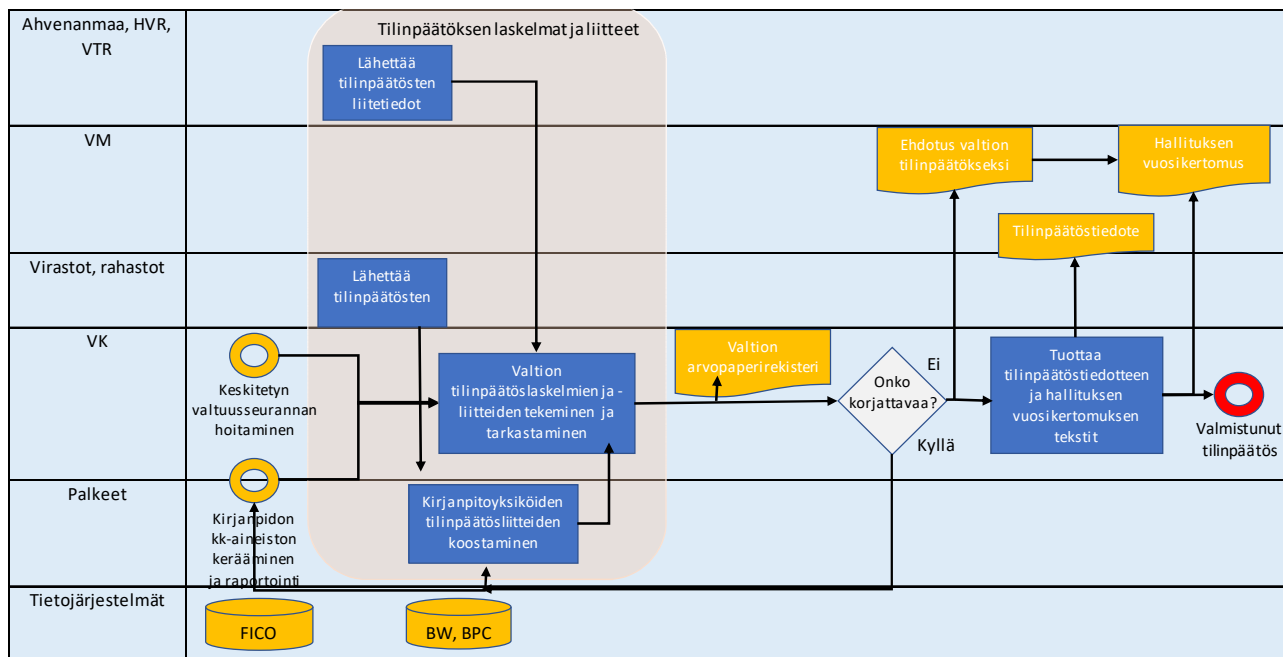 Ahvenanmaa, HVR,
VTR
Tilinpäätöksen laskelmat ja liitteet
Lähettää
tilinpäätösten
liitetiedot
VM
Ehdotus valtion
tilinpäätökseksi
Hallituksen
vuosikertomus
Tilinpäätöstiedote
Virastot, rahastot
Lähettää
tilinpäätösten
VK
Keskitetyn
valtuusseurannan
hoitaminen
Valtion
tilinpäätöslaskelmien ja -
liitteiden tekeminen ja
tarkastaminen
Valtion
arvopaperirekisteri
Onko
korjattavaa?
Ei
Kyllä
Tuottaa
tilinpäätöstiedotteen
ja hallituksen
vuosikertomuksen
tekstit
Valmistunut
tilinpäätös
Palkeet
Kirjanpidon
kk-aineiston
kerääminen
ja raportointi
Kirjanpitoyksiköiden
tilinpäätösliitteiden
koostaminen
Tietojärjestelmät
FICO
BW, BPC